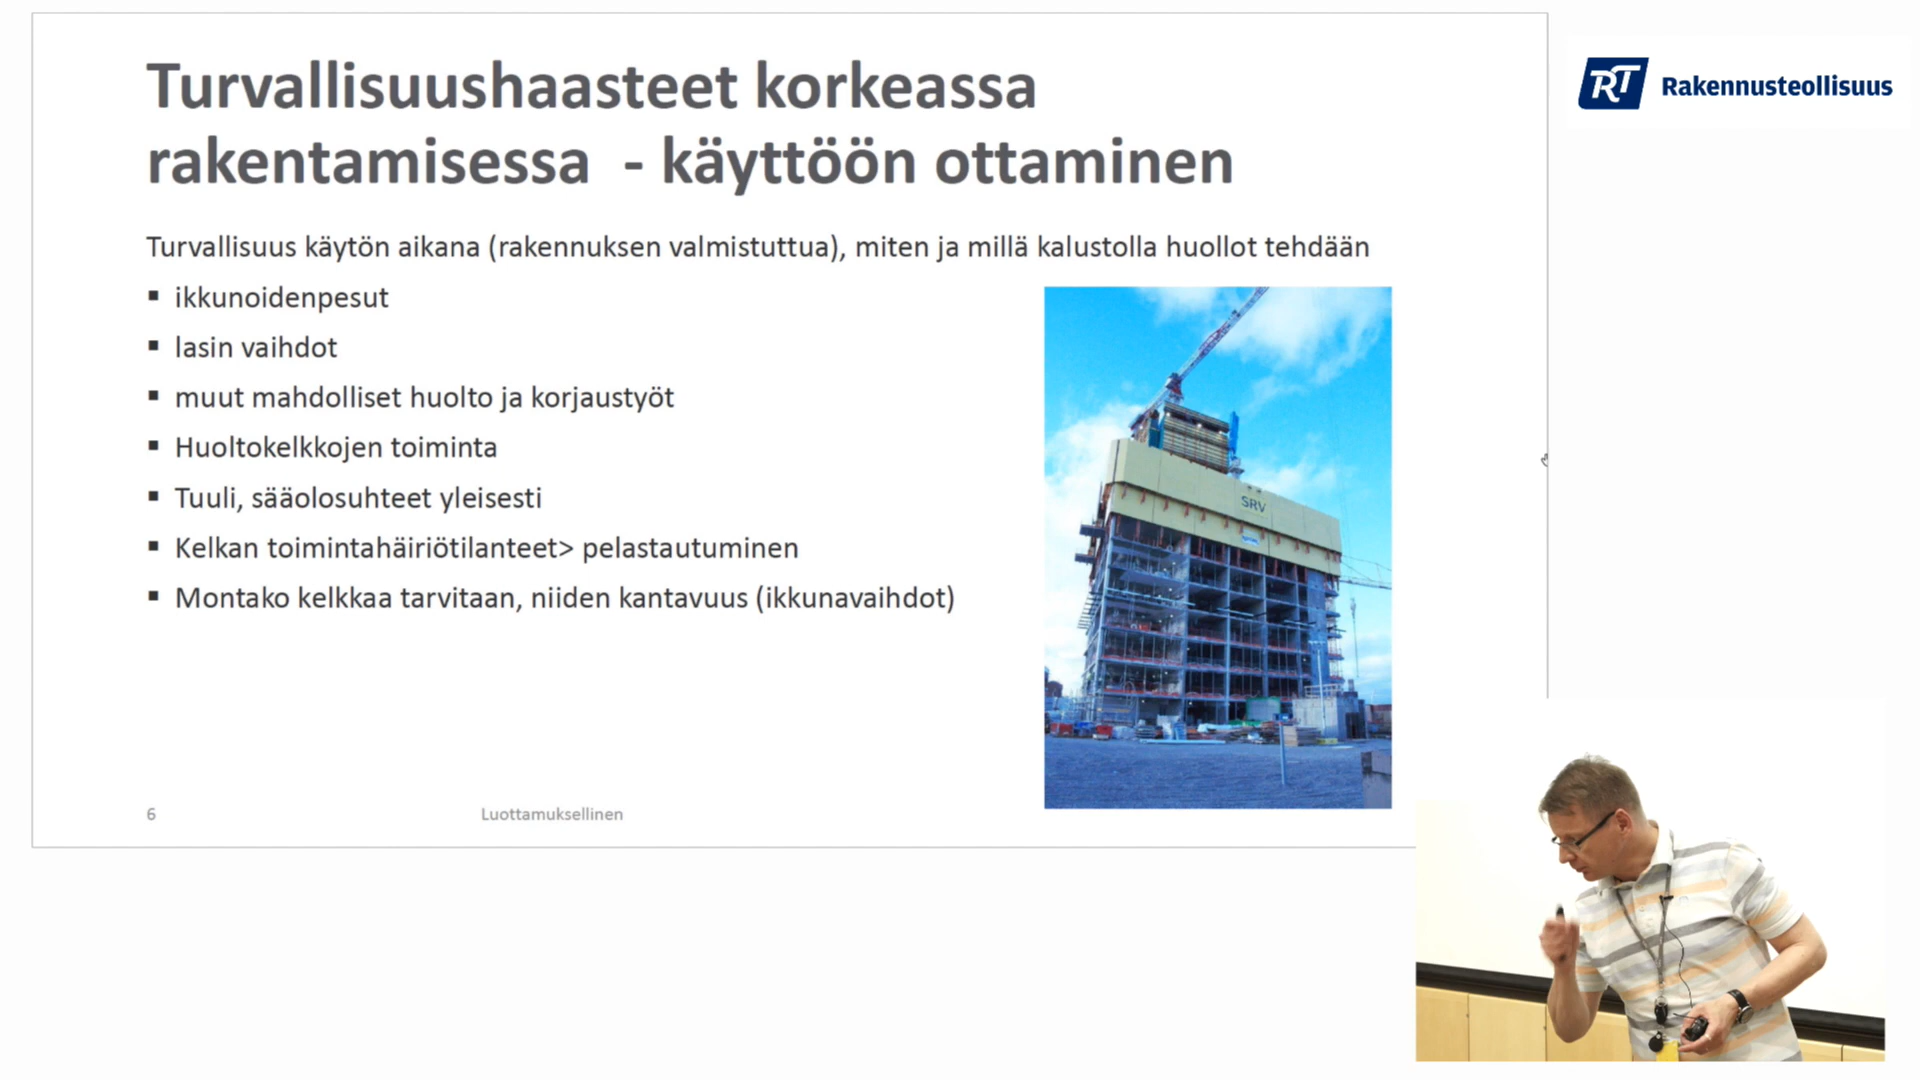 Turvallisuushaasteet korkeassa
rakentamisessa - käyttöön ottaminen
RT Rakennusteollisuus
Turvallisuus käytön aikana (rakennuksen valmistuttua), miten ja millä kalustolla huollot tehdään
▪ ikkunoidenpesut
▪ lasin vaihdot
▪ muut mahdolliset huolto ja korjaustyöt
▪ Huoltokelkkojen toiminta
▪ Tuuli, sääolosuhteet yleisesti
▪ Kelkan toimintahäiriötilanteet> pelastautuminen
▪ Montako kelkkaa tarvitaan, niiden kantavuus (ikkunavaihdot)
SRV
6
Luottamuksellinen